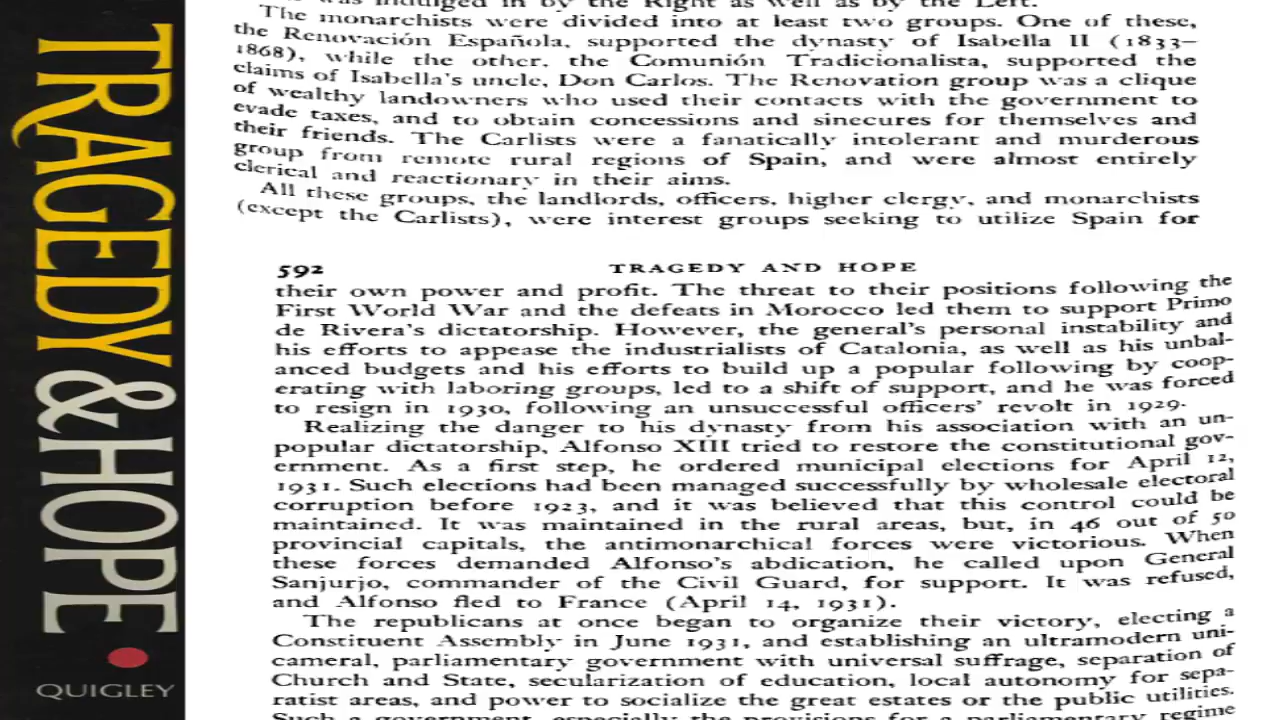 TRAGEDY & HOPE
QUIGLEY
was indulged in by the Right as well as by the Left.
The monarchists were divided into at least two groups. One of these,
the Renovación Española, supported the dynasty of Isabella II (1833–
1868), while the other, the Comunión Tradicionalista, supported the
claims of Isabella's uncle, Don Carlos. The Renovation group was a clique
of wealthy landowners who used their contacts with the government to
evade taxes, and to obtain concessions and sinecures for themselves and
their friends. The Carlists were a fanatically intolerant and murderous
group from remote rural regions of Spain, and were almost entirely
clerical and reactionary in their aims.
All these groups, the landlords, officers, higher clergy, and monarchists
(except the Carlists), were interest groups seeking to utilize Spain for
592 TRAGEDY AND HOPE
their own power and profit. The threat to their positions following the
First World War and the defeats in Morocco led them to support Primo
de Rivera's dictatorship. However, the general's personal instability and
his efforts to appease the industrialists of Catalonia, as well as his unbal-
anced budgets and his efforts to build up a popular following by coop-
erating with laboring groups, led to a shift of support, and he was forced
to resign in 1930, following an unsuccessful officers' revolt in 1929.
Realizing the danger to his dynasty from his association with an un-
popular dictatorship, Alfonso XIII tried to restore the constitutional gov-
ernment. As a first step, he ordered municipal elections for April 12,
1931. Such elections had been managed successfully by wholesale electoral
corruption before 1923, and it was believed that this control could be
maintained. It was maintained in the rural areas, but, in 46 out of 50
provincial capitals, the antimonarchical forces were victorious. When
these forces demanded Alfonso's abdication, he called upon General
Sanjurjo, commander of the Civil Guard, for support. It was refused,
and Alfonso fled to France (April 14, 1931).
The republicans at once began to organize their victory, electing a
Constituent Assembly in June 1931, and establishing an ultramodern uni-
cameral, parliamentary government with universal suffrage, separation of
Church and State, secularization of education, local autonomy for sepa-
ratist areas, and power to socialize the great estates or the public utilities.
Such a government, especially the provisions for a parliamentary regime